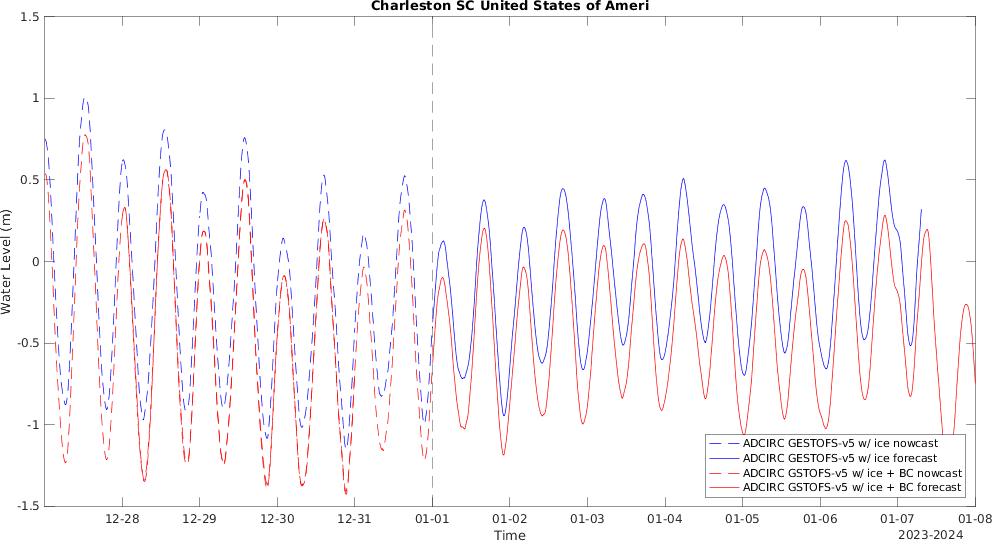 Charleston SC United States of Ameri
1.5
1
0.5
0
-0.5
-1
-1.5
Water Level (m)
12-28 12-29 12-30 12-31 01-01 01-02 01-03 01-04 01-05 01-06 01-07 01-08
Time
2023-2024
ADCIRC GESTOFS-v5 w/ ice nowcast
ADCIRC GESTOFS-v5 w/ ice forecast
ADCIRC GSTOFS-v5 w/ ice + BC nowcast
ADCIRC GSTOFS-v5 w/ ice + BC forecast